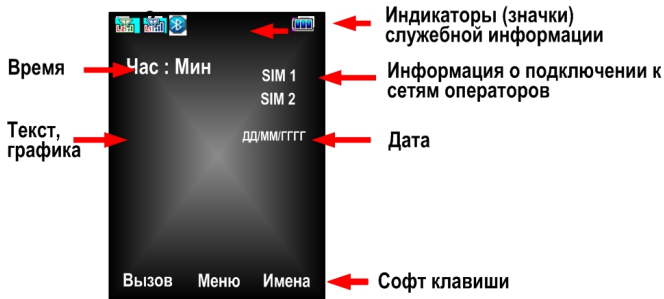 Индикаторы (значки)
служебной информации
Время
Час : Мин
SIM 1
SIM 2
Информация о подключении к
сетям операторов
Текст,
графика
ДД/ММ/ГГГГ
Дата
Вызов Меню Имена
Софт клавиши